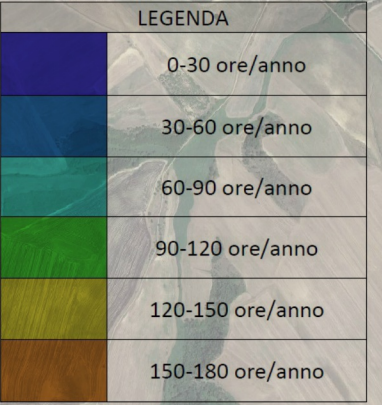 LEGENDA
0-30 ore/anno
30-60 ore/anno
60-90 ore/anno
90-120 ore/anno
120-150 ore/anno
150-180 ore/anno